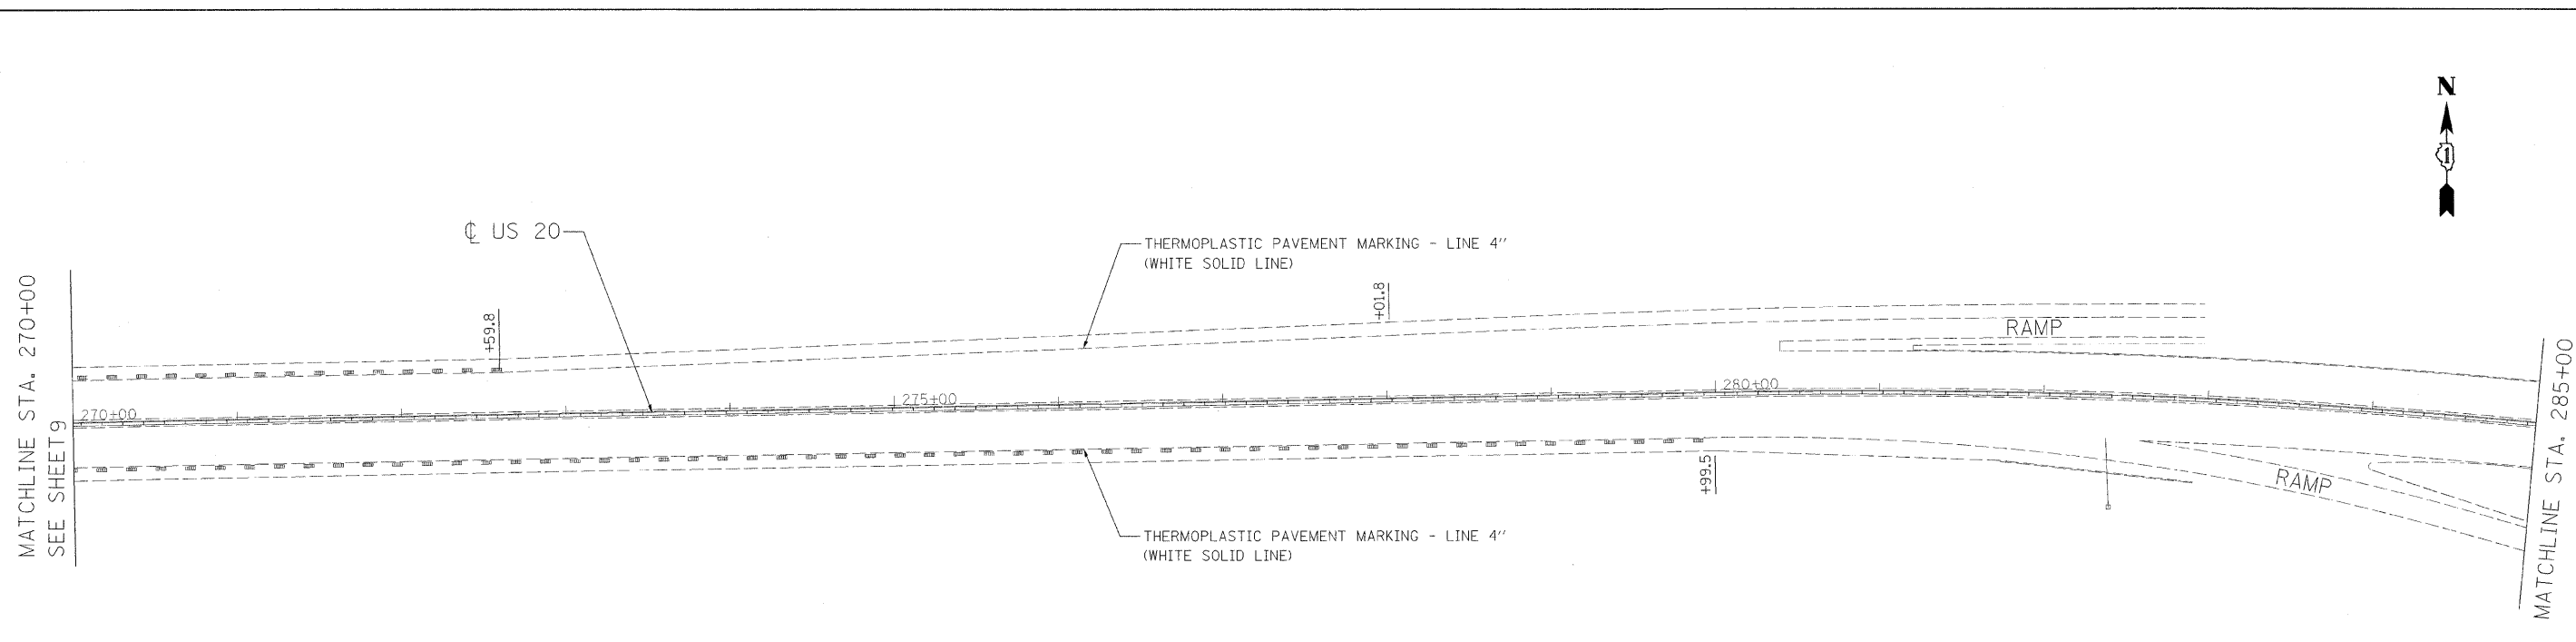 N
1
℄ US 20
THERMOPLASTIC PAVEMENT MARKING - LINE 4"
(WHITE SOLID LINE)
MATCHLINE STA. 270+00
SEE SHEET 9
+59.8
+01.8
RAMP
270+00
275+00
280+00
+99.5
RAMP
MATCHLINE STA. 285+00
THERMOPLASTIC PAVEMENT MARKING - LINE 4"
(WHITE SOLID LINE)